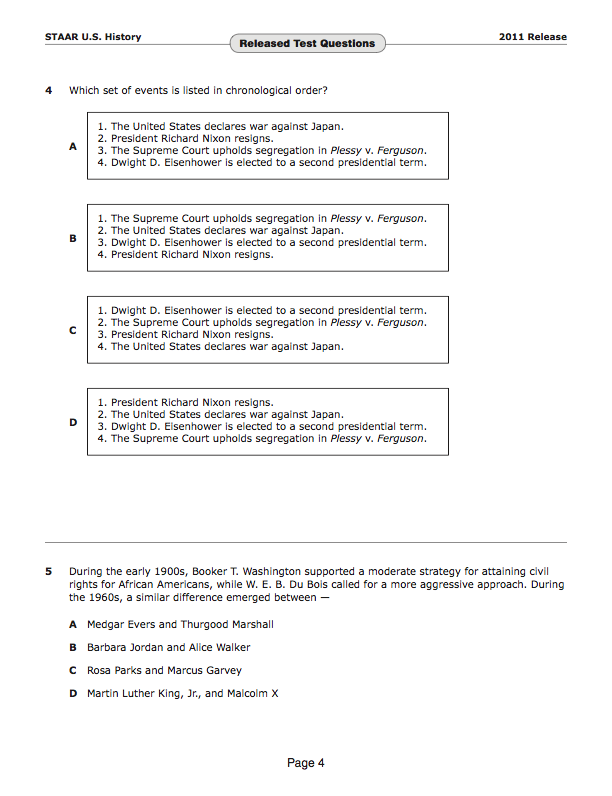 STAAR U.S. History
Released Test Questions
2011 Release
4 Which set of events is listed in chronological order?
A
1. The United States declares war against Japan.
2. President Richard Nixon resigns.
3. The Supreme Court upholds segregation in Plessy v. Ferguson.
4. Dwight D. Eisenhower is elected to a second presidential term.
B
1. The Supreme Court upholds segregation in Plessy v. Ferguson.
2. The United States declares war against Japan.
3. Dwight D. Eisenhower is elected to a second presidential term.
4. President Richard Nixon resigns.
C
1. Dwight D. Eisenhower is elected to a second presidential term.
2. The Supreme Court upholds segregation in Plessy v. Ferguson.
3. President Richard Nixon resigns.
4. The United States declares war against Japan.
D
1. President Richard Nixon resigns.
2. The United States declares war against Japan.
3. Dwight D. Eisenhower is elected to a second presidential term.
4. The Supreme Court upholds segregation in Plessy v. Ferguson.
5 During the early 1900s, Booker T. Washington supported a moderate strategy for attaining civil
rights for African Americans, while W. E. B. Du Bois called for a more aggressive approach. During
the 1960s, a similar difference emerged between —
A Medgar Evers and Thurgood Marshall
B Barbara Jordan and Alice Walker
C Rosa Parks and Marcus Garvey
D Martin Luther King, Jr., and Malcolm X
Page 4